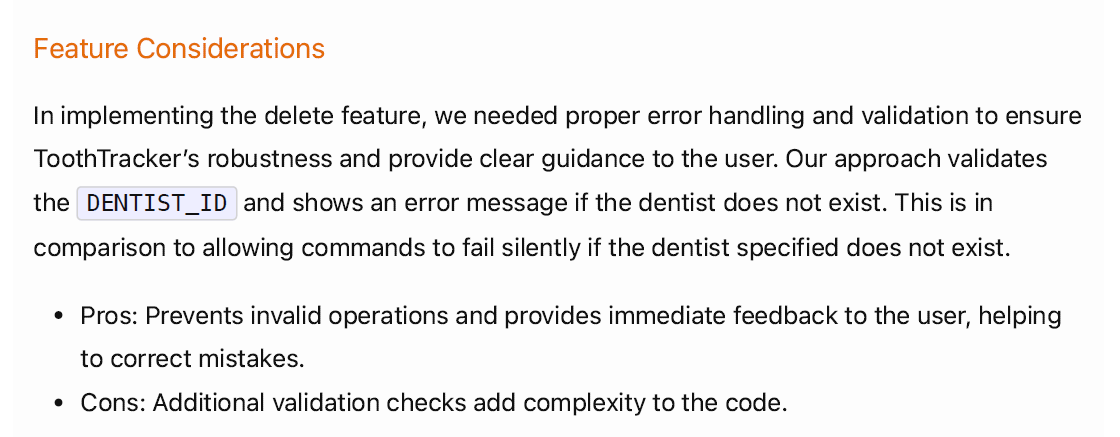 Feature Considerations
In implementing the delete feature, we needed proper error handling and validation to ensure
ToothTracker’s robustness and provide clear guidance to the user. Our approach validates
the DENTIST_ID and shows an error message if the dentist does not exist. This is in
comparison to allowing commands to fail silently if the dentist specified does not exist.
• Pros: Prevents invalid operations and provides immediate feedback to the user, helping
to correct mistakes.
• Cons: Additional validation checks add complexity to the code.